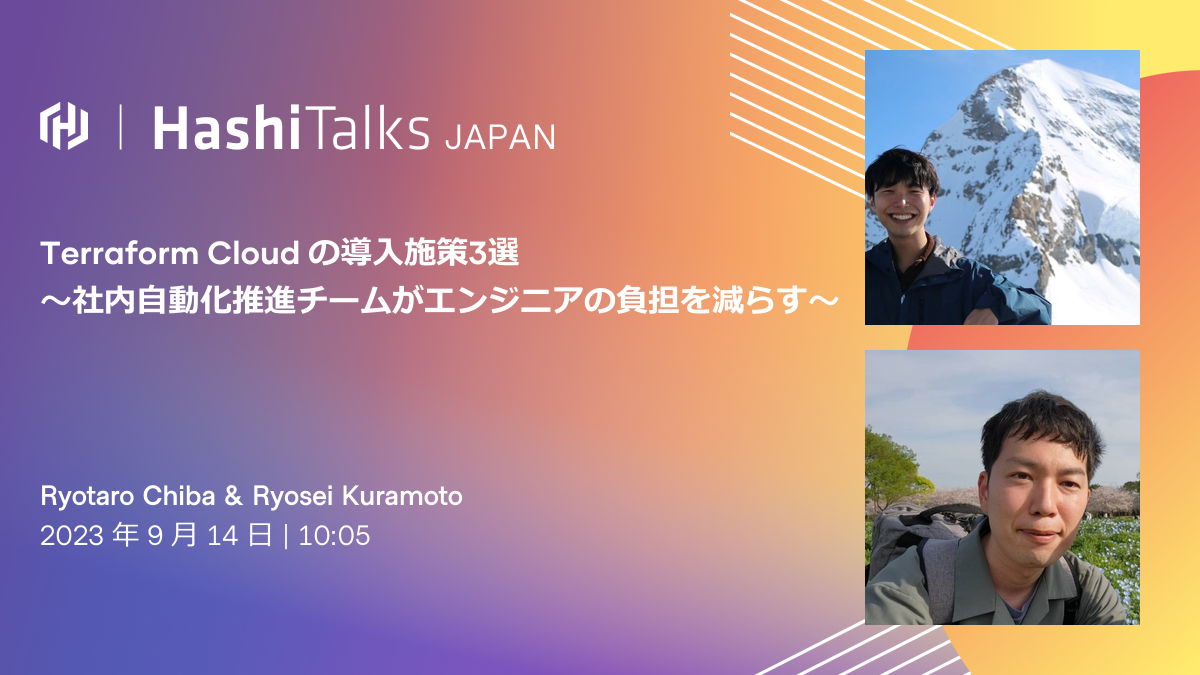 HashiTalks JAPAN
Terraform Cloud の導入施策3選
～社内自動化推進チームがエンジニアの負担を減らす～
Ryotaro Chiba & Ryosei Kuramoto
2023 年 9 月 14 日 | 10:05